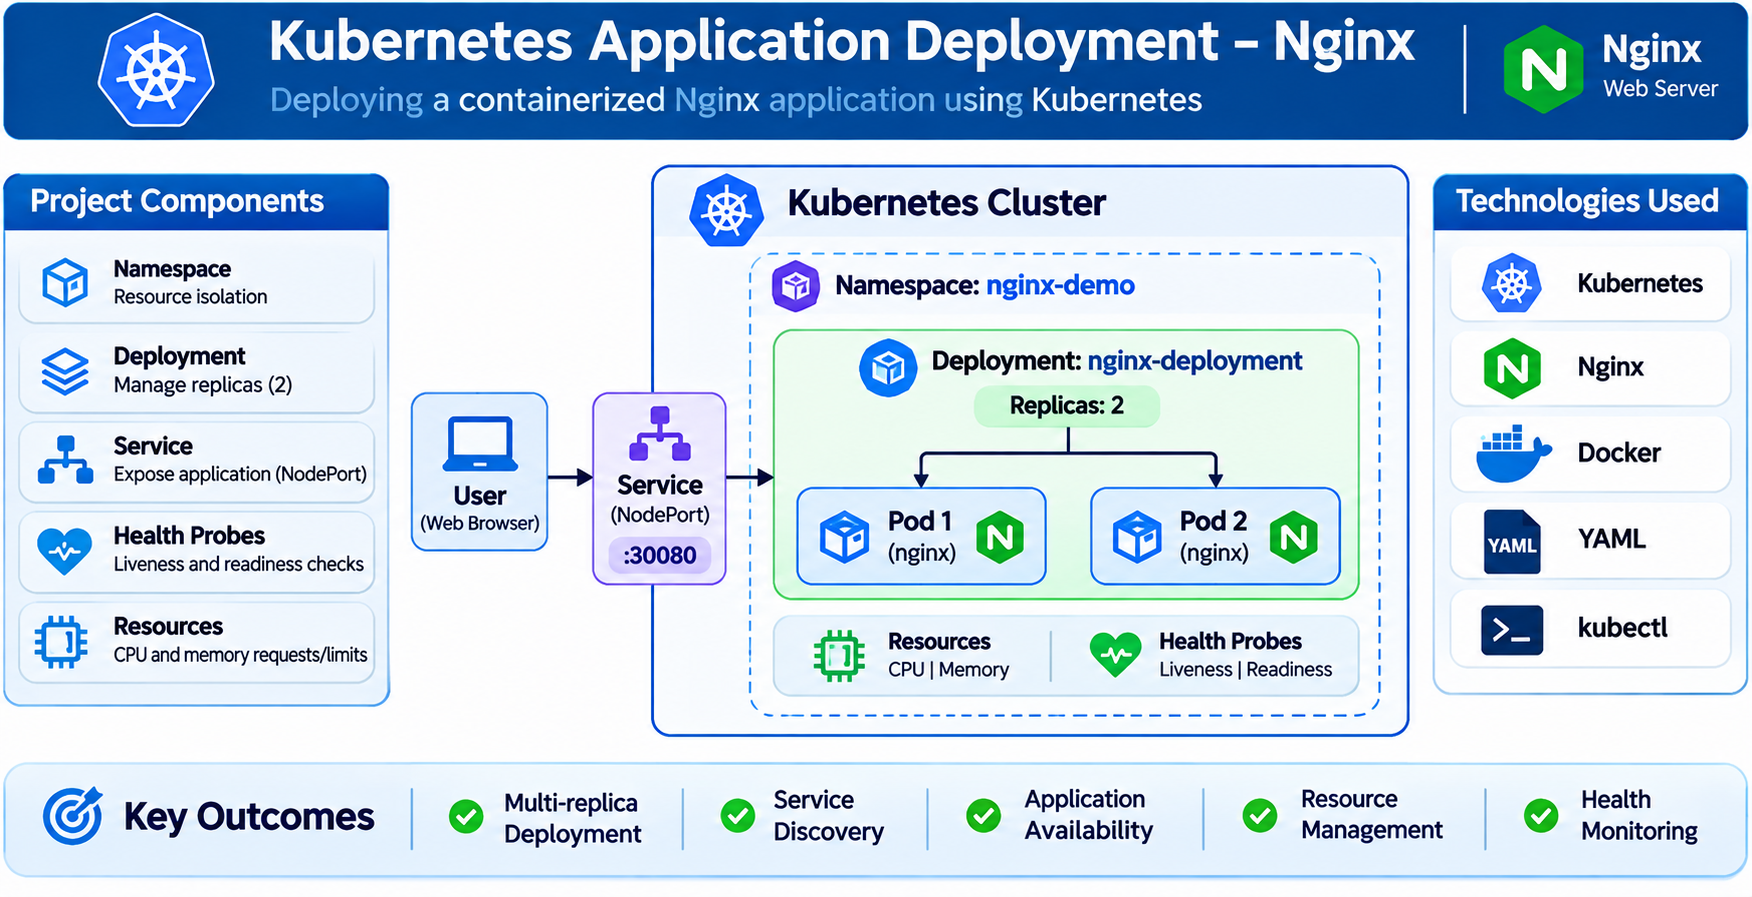 Kubernetes Application Deployment – Nginx
Deploying a containerized Nginx application using Kubernetes
N
Nginx
Web Server
Project Components
Namespace
Resource isolation
Deployment
Manage replicas (2)
Service
Expose application (NodePort)
Health Probes
Liveness and readiness checks
Resources
CPU and memory requests/limits
User
(Web Browser)
Service
(NodePort)
:30080
Kubernetes Cluster
Namespace: nginx-demo
Deployment: nginx-deployment
Replicas: 2
Pod 1
(nginx)
N
Pod 2
(nginx)
N
Resources
CPU | Memory
Health Probes
Liveness | Readiness
Technologies Used
Kubernetes
N
Nginx
Docker
YAML
YAML
>_
kubectl
Key Outcomes
Multi-replica
Deployment
Service
Discovery
Application
Availability
Resource
Management
Health
Monitoring